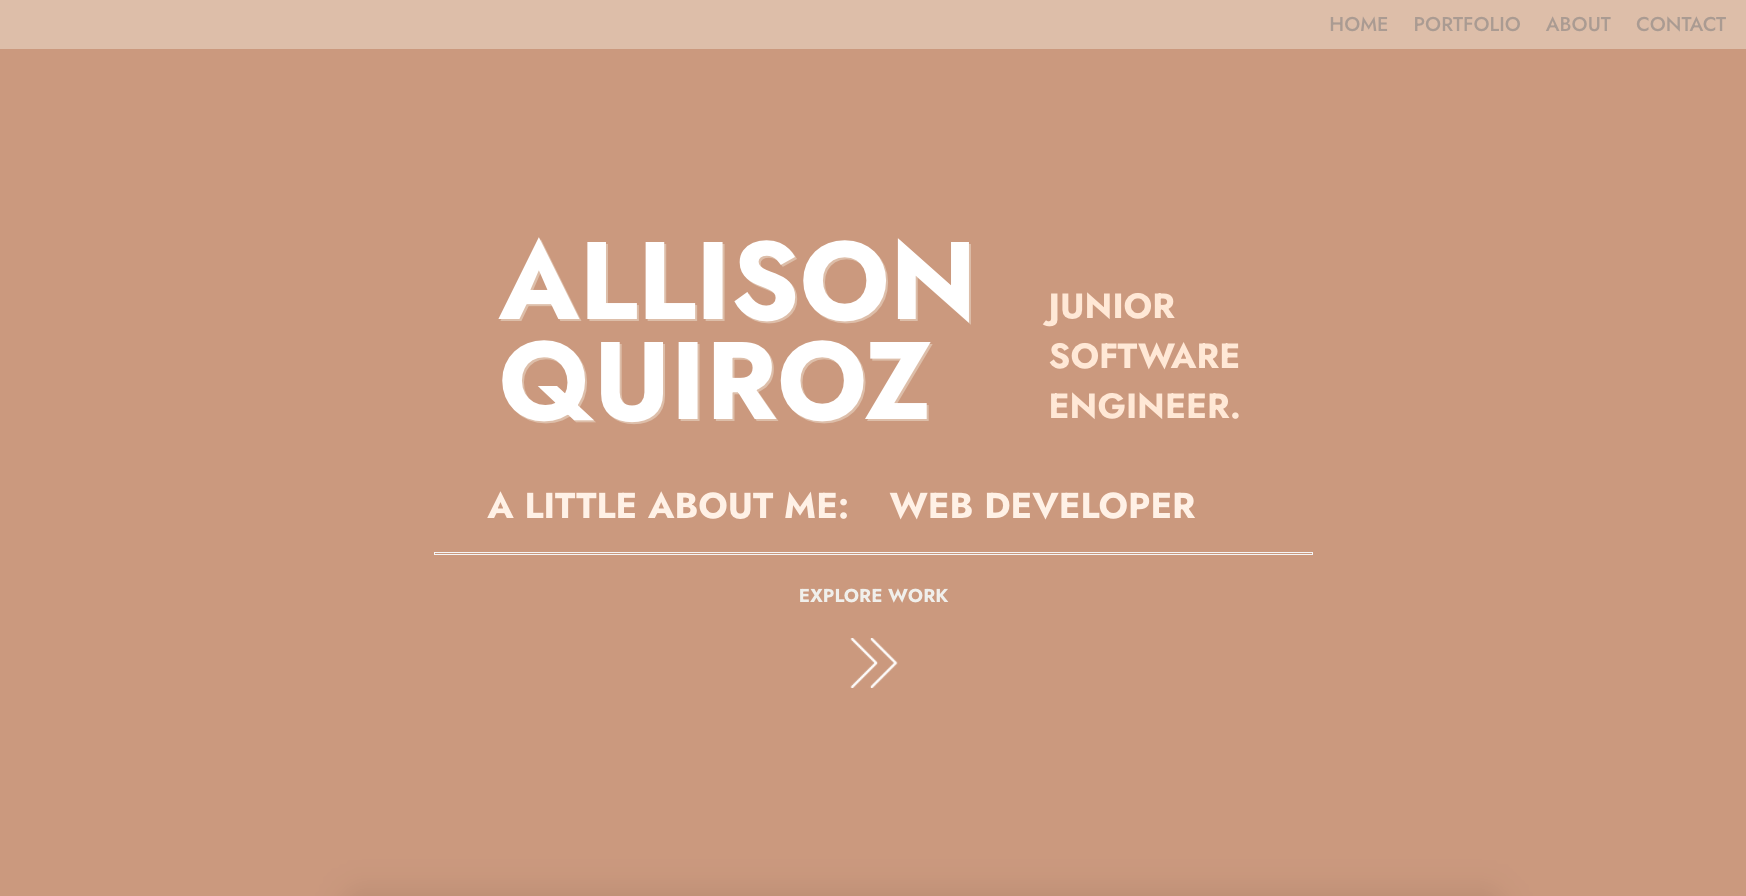 HOME PORTFOLIO ABOUT CONTACT
ALLISON
QUIROZ
JUNIOR
SOFTWARE
ENGINEER.
A LITTLE ABOUT ME: WEB DEVELOPER
EXPLORE WORK